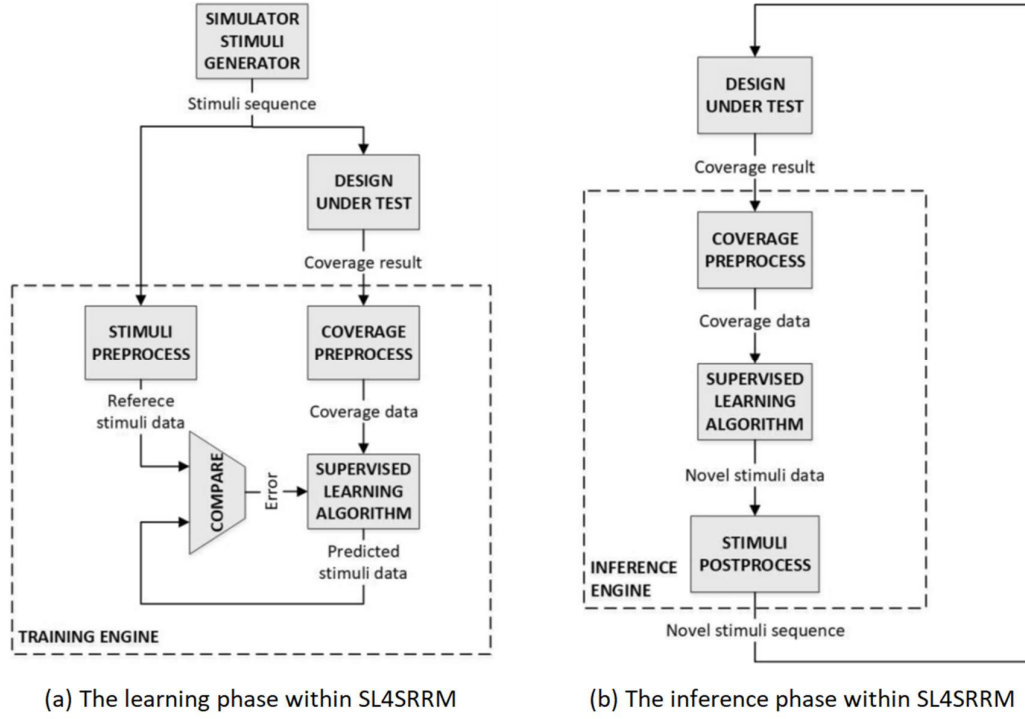 SIMULATOR
STIMULI
GENERATOR
Stimuli sequence
DESIGN
UNDER TEST
Coverage result
STIMULI
PREPROCESS
COVERAGE
PREPROCESS
Referece
stimuli data
Coverage data
COMPARE
Error
SUPERVISED
LEARNING
ALGORITHM
Predicted
stimuli data
TRAINING ENGINE
(a) The learning phase within SL4SRRM
DESIGN
UNDER TEST
Coverage result
COVERAGE
PREPROCESS
Coverage data
SUPERVISED
LEARNING
ALGORITHM
Novel stimuli data
STIMULI
POSTPROCESS
INFERENCE
ENGINE
Novel stimuli sequence
(b) The inference phase within SL4SRRM